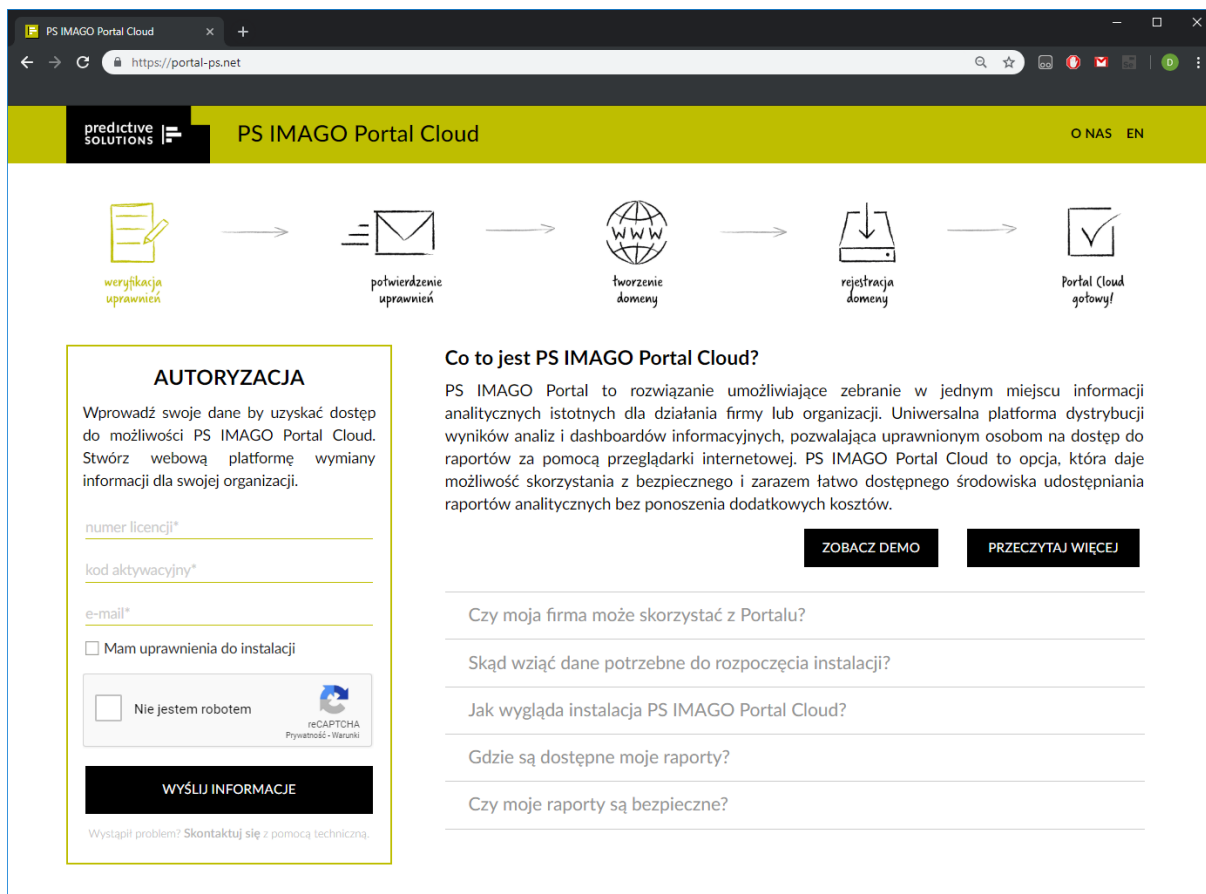 PS IMAGO Portal Cloud
https://portal-ps.net
D
predictive
SOLUTIONS
PS IMAGO Portal Cloud
O NAS EN
weryfikacja
uprawnień
potwierdzenie
uprawnień
WWW
tworzenie
domeny
rejestracja
domeny
Portal Cloud
gotowy!
AUTORYZACJA
Wprowadź swoje dane by uzyskać dostęp
do możliwości PS IMAGO Portal Cloud.
Stwórz webową platformę wymiany
informacji dla swojej organizacji.
numer licencji*
kod aktywacyjny*
e-mail*
Mam uprawnienia do instalacji
Nie jestem robotem
reCAPTCHA
Prywatność - Warunki
WYŚLIJ INFORMACJE
Wystąpił problem? Skontaktuj się z pomocą techniczną.
Co to jest PS IMAGO Portal Cloud?
PS IMAGO Portal to rozwiązanie umożliwiające zebranie w jednym miejscu informacji
analitycznych istotnych dla działania firmy lub organizacji. Uniwersalna platforma dystrybucji
wyników analiz i dashboardów informacyjnych, pozwalająca uprawnionym osobom na dostęp do
raportów za pomocą przeglądarki internetowej. PS IMAGO Portal Cloud to opcja, która daje
możliwość skorzystania z bezpiecznego i zarazem łatwo dostępnego środowiska udostępniania
raportów analitycznych bez ponoszenia dodatkowych kosztów.
ZOBACZ DEMO
PRZECZYTAJ WIĘCEJ
Czy moja firma może skorzystać z Portalu?
Skąd wziąć dane potrzebne do rozpoczęcia instalacji?
Jak wygląda instalacja PS IMAGO Portal Cloud?
Gdzie są dostępne moje raporty?
Czy moje raporty są bezpieczne?